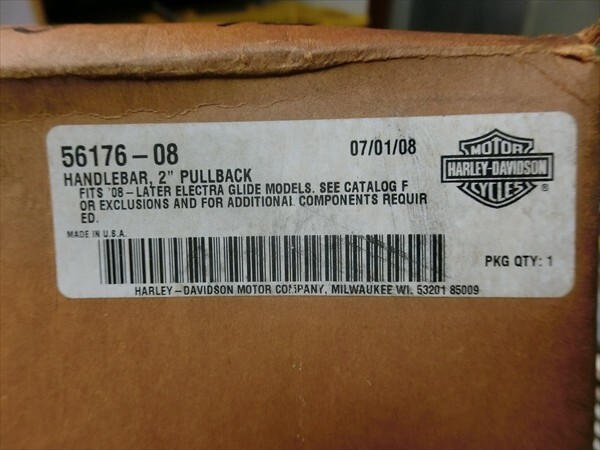 56176-08 07/01/08
HANDLEBAR, 2" PULLBACK
FITS '08-LATER ELECTRA GLIDE MODELS. SEE CATALOG F
OR EXCLUSIONS AND FOR ADDITIONAL COMPONENTS REQUIR
ED.
MADE IN U.S.A.
MOTOR
HARLEY-DAVIDSON
CYCLES
®
PKG QTY: 1
HARLEY-DAVIDSON MOTOR COMPANY, MILWAUKEE WI. 53201 85009